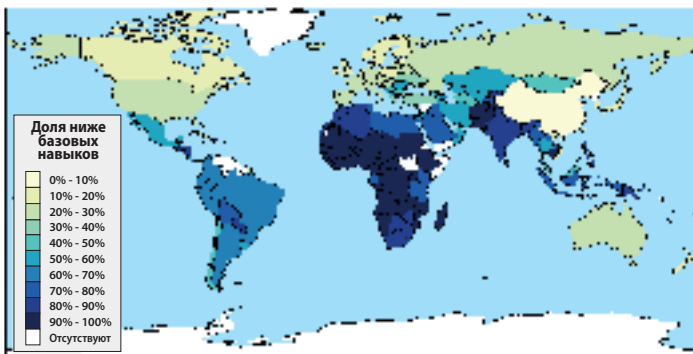 Доля ниже
базовых
навыков
0% - 10%
10% - 20%
20% - 30%
30% - 40%
40% - 50%
50% - 60%
60% - 70%
70% - 80%
80% - 90%
90% - 100%
Отсутствуют